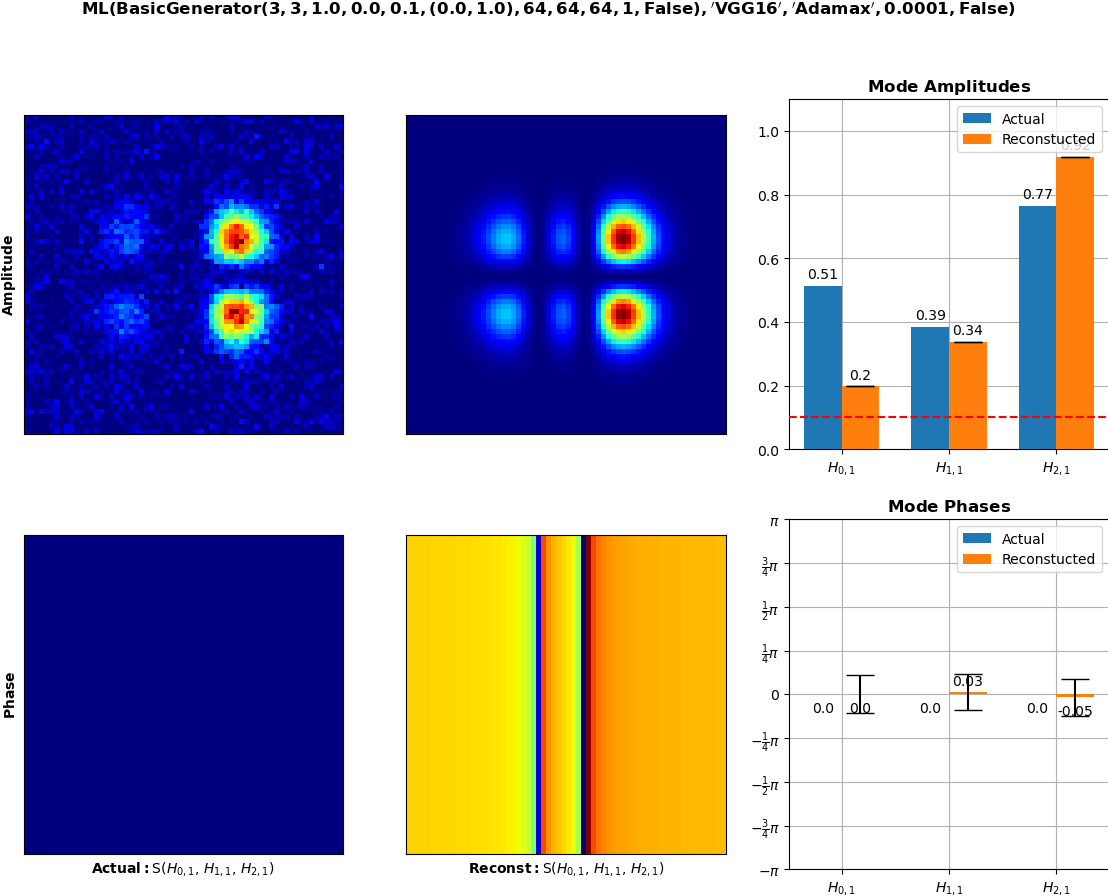 ML(BasicGenerator(3, 3, 1.0, 0.0, 0.1, (0.0, 1.0), 64, 64, 64, 1, False), ′VGG16′, ′Adamax′, 0.0001, False)
Amplitude
Mode Amplitudes
Actual
Reconstucted
1.0
0.8
0.6
0.4
0.2
0.0
0.51
0.2
0.39
0.34
0.77
0.92
H0,1
H1,1
H2,1
Phase
Actual: S(H0,1, H1,1, H2,1)
Reconst: S(H0,1, H1,1, H2,1)
Mode Phases
Actual
Reconstucted
π
3/4π
1/2π
1/4π
0
−1/4π
−1/2π
−3/4π
−π
0.0
0.0
0.0
0.03
0.0
-0.05
H0,1
H1,1
H2,1